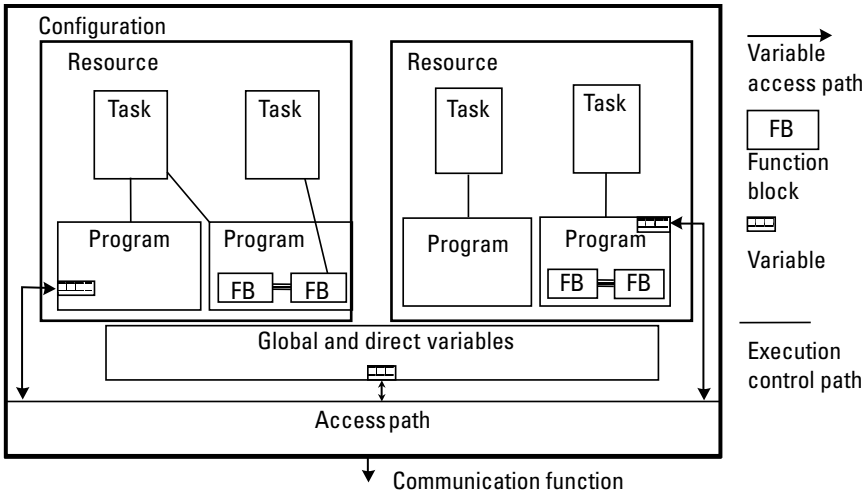 Configuration
Resource
Resource
Task
Task
Task
Task
Program
Program
Program
Program
FB
FB
FB
FB
Global and direct variables
Access path
Communication function
Variable
access path
FB
Function
block
Variable
Execution
control path